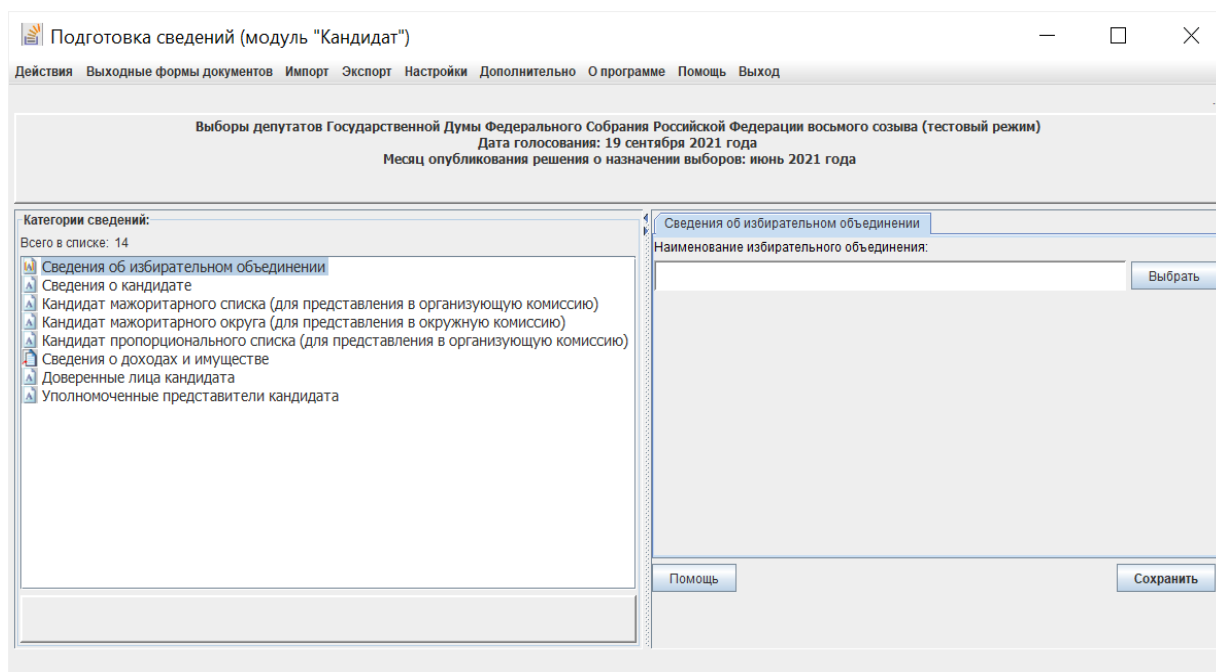 Подготовка сведений (модуль "Кандидат")
Действия Выходные формы документов Импорт Экспорт Настройки Дополнительно О программе Помощь Выход
Выборы депутатов Государственной Думы Федерального Собрания Российской Федерации восьмого созыва (тестовый режим)
Дата голосования: 19 сентября 2021 года
Месяц опубликования решения о назначении выборов: июнь 2021 года
Категории сведений:
Всего в списке: 14
Сведения об избирательном объединении
Сведения о кандидате
Кандидат мажоритарного списка (для представления в организующую комиссию)
Кандидат мажоритарного округа (для представления в окружную комиссию)
Кандидат пропорционального списка (для представления в организующую комиссию)
Сведения о доходах и имуществе
Доверенные лица кандидата
Уполномоченные представители кандидата
Сведения об избирательном объединении
Наименование избирательного объединения:
Выбрать
Помощь
Сохранить